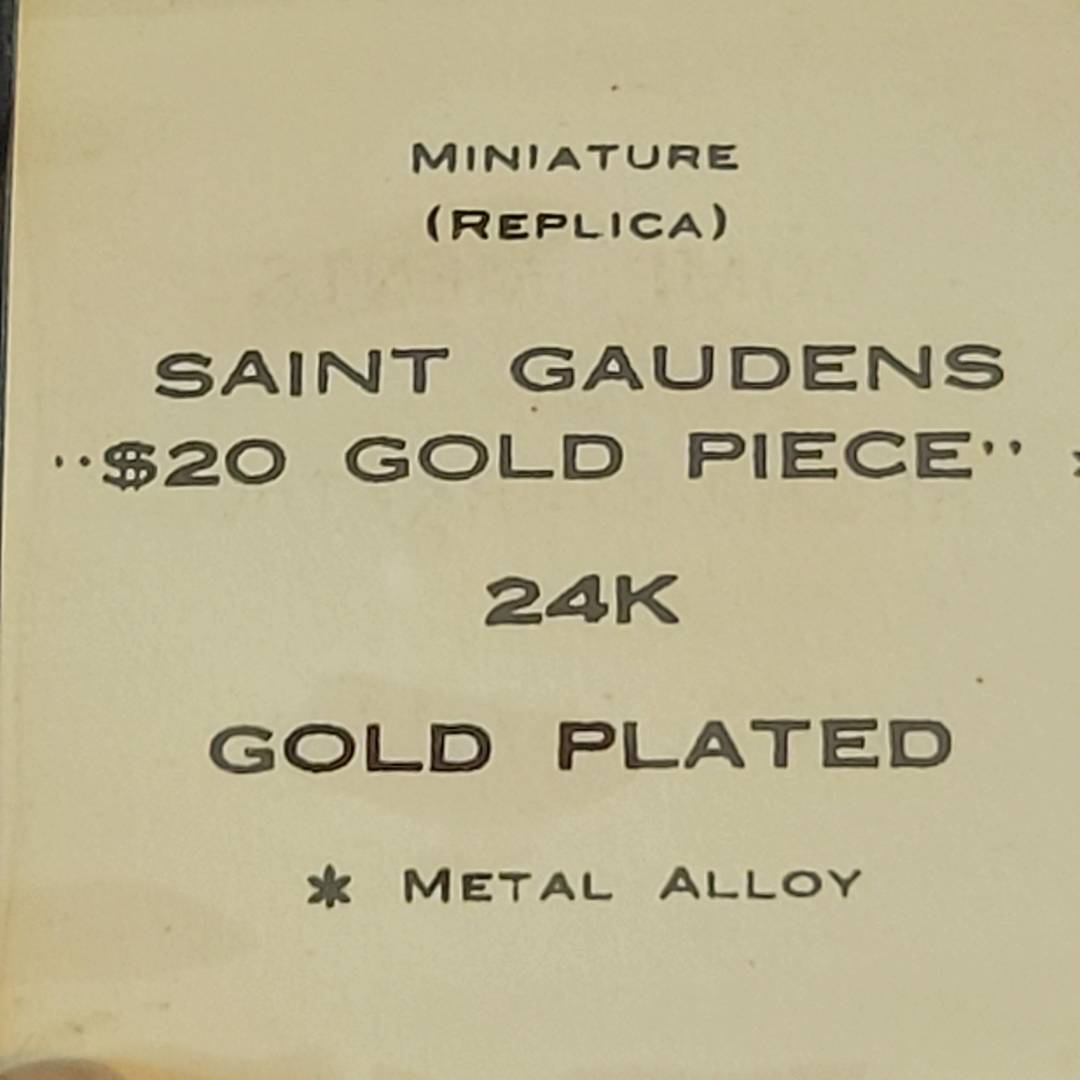 MINIATURE
(REPLICA)
SAINT GAUDENS
"$20 GOLD PIECE" *
24K
GOLD PLATED
* METAL ALLOY